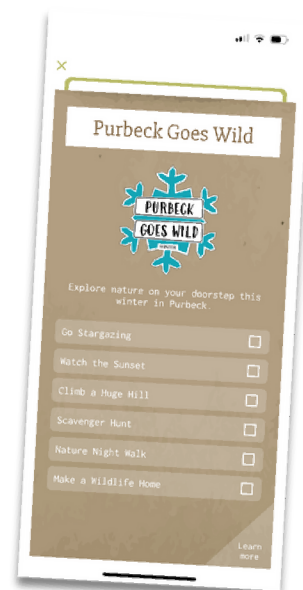 Purbeck Goes Wild
PURBECK
GOES WILD
WINTER
Explore nature on your doorstep this
winter in Purbeck.
Go Stargazing
Watch the Sunset
Climb a Huge Hill
Scavenger Hunt
Nature Night Walk
Make a Wildlife Home
Learn
more